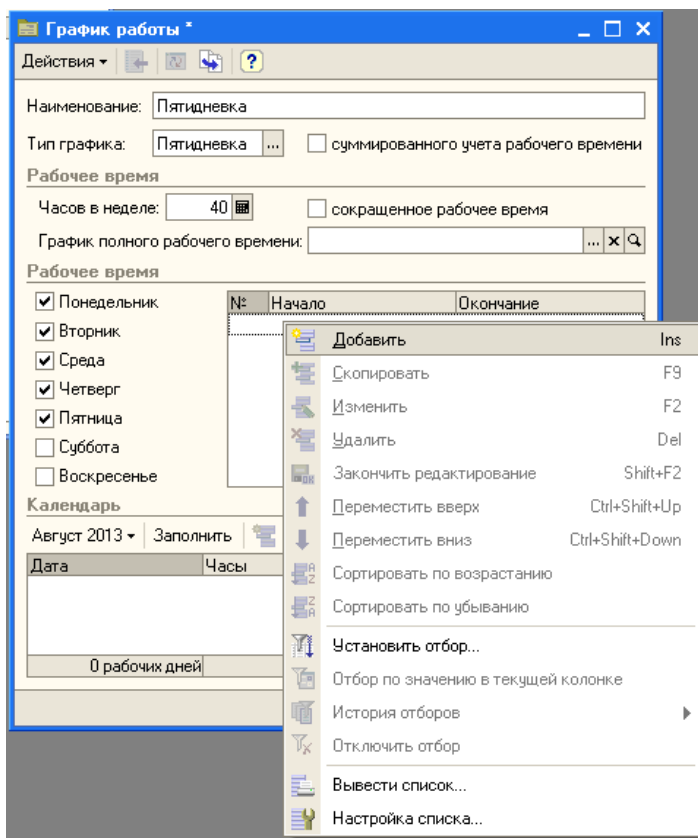 График работы *
Действия
Наименование: Пятидневка
Тип графика: Пятидневка ... суммированного учета рабочего времени
Рабочее время
Часов в неделе: 40 сокращенное рабочее время
График полного рабочего времени: ... x
Рабочее время
Понедельник № Начало Окончание
Вторник
Среда
Четверг
Пятница
Суббота
Воскресенье
Календарь
Август 2013 Заполнить
Дата Часы
0 рабочих дней
Добавить Ins
Скопировать F9
Изменить F2
Удалить Del
Закончить редактирование Shift+F2
Переместить вверх Ctrl+Shift+Up
Переместить вниз Ctrl+Shift+Down
Сортировать по возрастанию
Сортировать по убыванию
Установить отбор...
Отбор по значению в текущей колонке
История отборов
Отключить отбор
Вывести список...
Настройка списка...